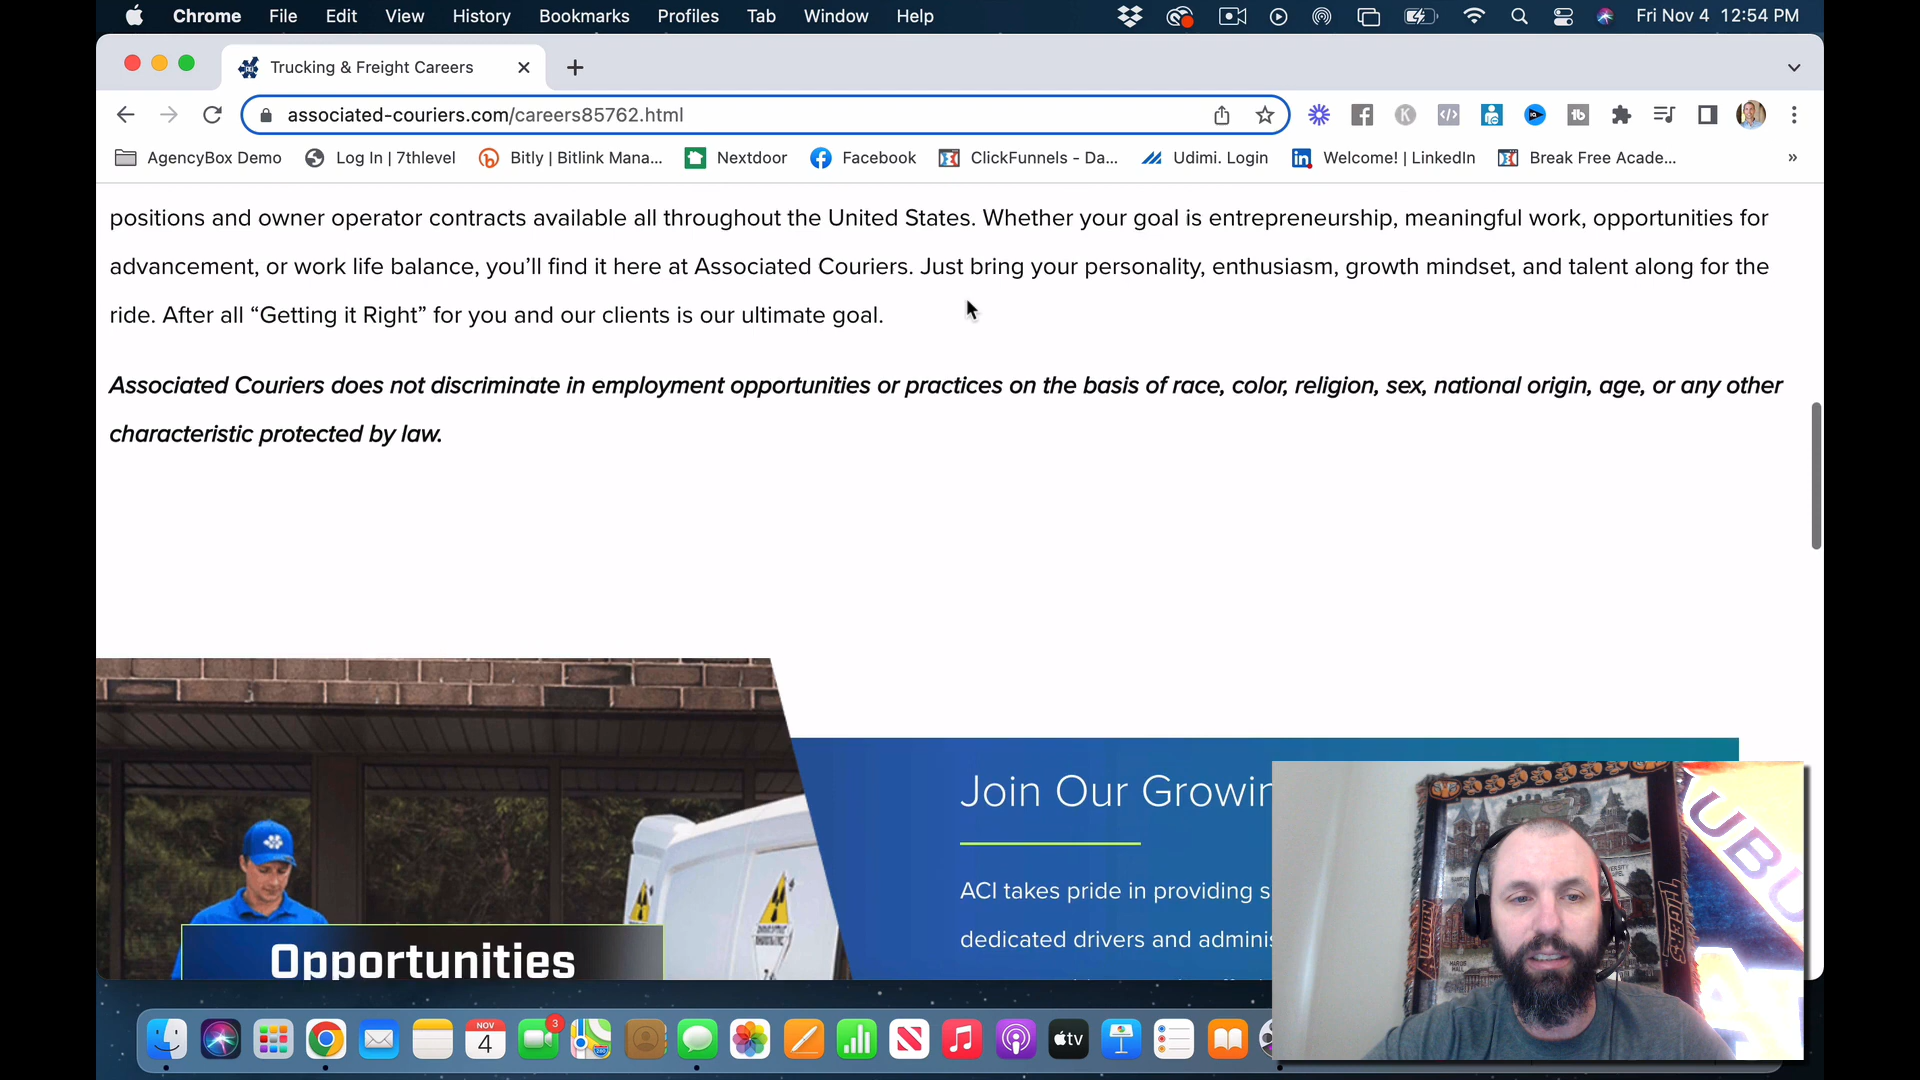 Chrome File Edit View History Bookmarks Profiles Tab Window Help Fri Nov 4 12:54 PM
Trucking & Freight Careers
associated-couriers.com/careers85762.html
AgencyBox Demo Log In | 7thlevel Bitly | Bitlink Mana... Nextdoor Facebook ClickFunnels - Da... Udimi. Login Welcome! | LinkedIn Break Free Acade... »
positions and owner operator contracts available all throughout the United States. Whether your goal is entrepreneurship, meaningful work, opportunities for
advancement, or work life balance, you’ll find it here at Associated Couriers. Just bring your personality, enthusiasm, growth mindset, and talent along for the
ride. After all “Getting it Right” for you and our clients is our ultimate goal.
Associated Couriers does not discriminate in employment opportunities or practices on the basis of race, color, religion, sex, national origin, age, or any other
characteristic protected by law.
Join Our Growin
ACI takes pride in providing s
dedicated drivers and adminis
Opportunities
UBU
AUBURN
TIGERS
NOV
4
3
tv